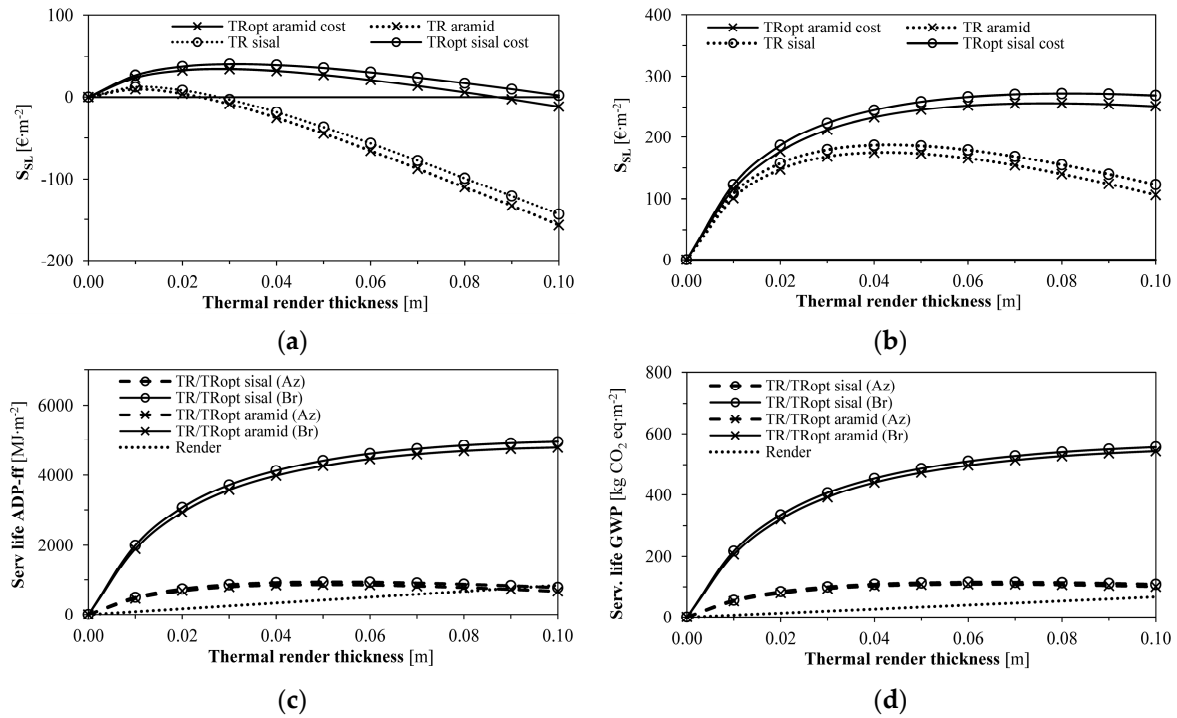 TRopt aramid cost
TR aramid
TR sisal
TRopt sisal cost
100
0
-100
-200
S_SL [€·m⁻²]
0.00 0.02 0.04 0.06 0.08 0.10
Thermal render thickness [m]
(a)
TRopt aramid cost
TR aramid
TR sisal
TRopt sisal cost
400
300
200
100
0
S_SL [€·m⁻²]
0.00 0.02 0.04 0.06 0.08 0.10
Thermal render thickness [m]
(b)
TR/TRopt sisal (Az)
TR/TRopt sisal (Br)
TR/TRopt aramid (Az)
TR/TRopt aramid (Br)
Render
6000
4000
2000
0
Serv life ADP-ff [MJ·m⁻²]
0.00 0.02 0.04 0.06 0.08 0.10
Thermal render thickness [m]
(c)
TR/TRopt sisal (Az)
TR/TRopt sisal (Br)
TR/TRopt aramid (Az)
TR/TRopt aramid (Br)
Render
800
600
400
200
0
Serv. life GWP [kg CO₂ eq·m⁻²]
0.00 0.02 0.04 0.06 0.08 0.10
Thermal render thickness [m]
(d)